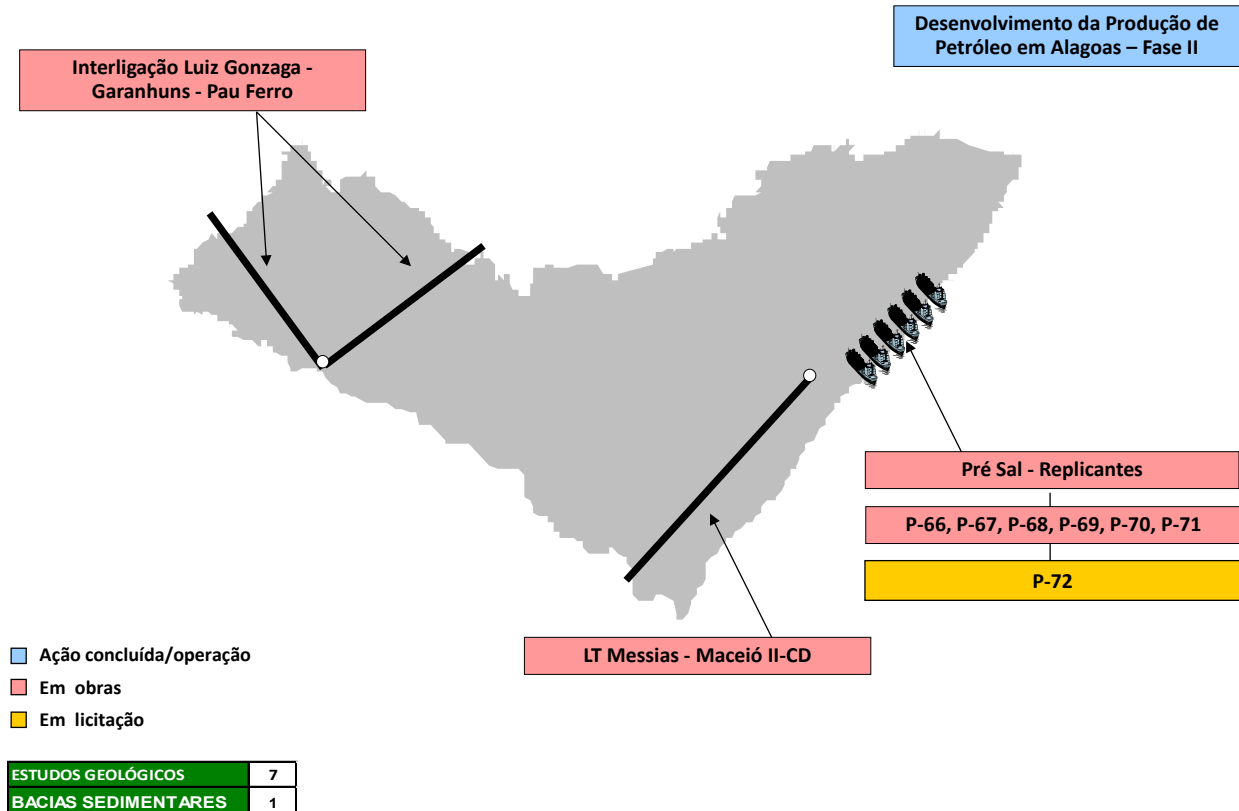 Desenvolvimento da Produção de
Petróleo em Alagoas – Fase II
Interligação Luiz Gonzaga -
Garanhuns - Pau Ferro
Pré Sal - Replicantes
P-66, P-67, P-68, P-69, P-70, P-71
P-72
LT Messias - Maceió II-CD
Ação concluída/operação
Em obras
Em licitação
ESTUDOS GEOLÓGICOS 7
BACIAS SEDIMENTARES 1